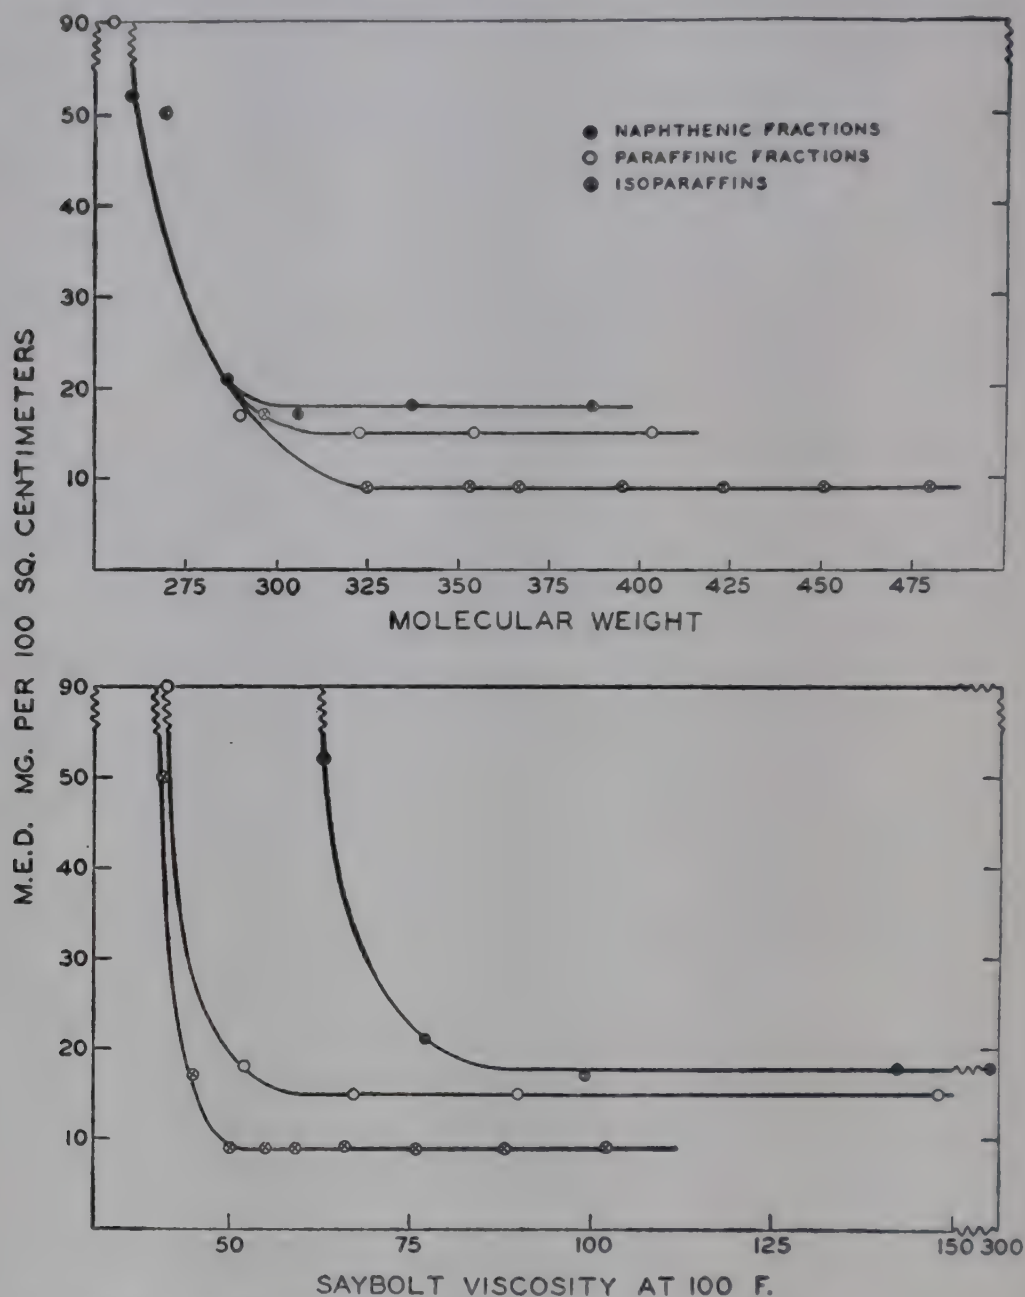 90
50
40
30
20
10
● NAPHTHENIC FRACTIONS
○ PARAFFINIC FRACTIONS
⊗ ISOPARAFFINS
275 300 325 350 375 400 425 450 475
MOLECULAR WEIGHT
M.E.D. MG. PER 100 SQ. CENTIMETERS
90
50
40
30
20
10
50 75 100 125 150 300
SAYBOLT VISCOSITY AT 100 F.